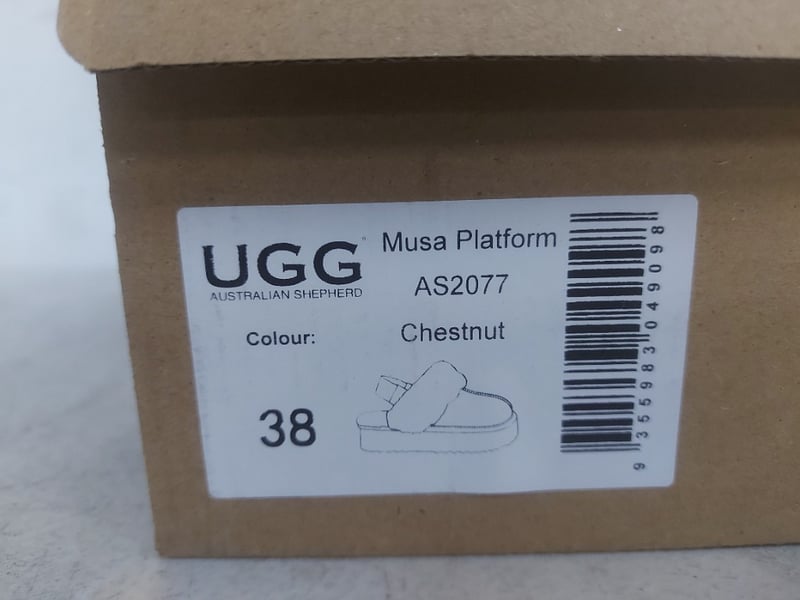 UGG
AUSTRALIAN SHEPHERD
Musa Platform
AS2077
Colour:
Chestnut
38
9 355983 049098